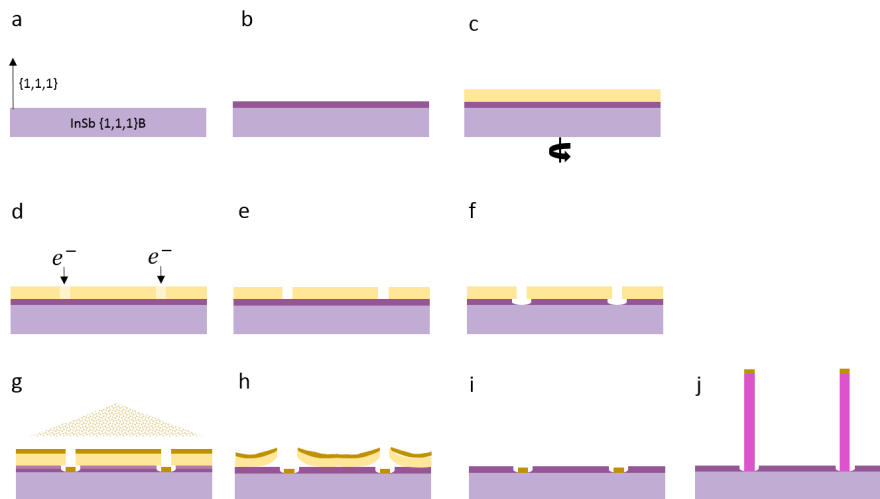 a
b
c
{1,1,1}
InSb {1,1,1}B
d
e
f
e⁻
e⁻
g
h
i
j